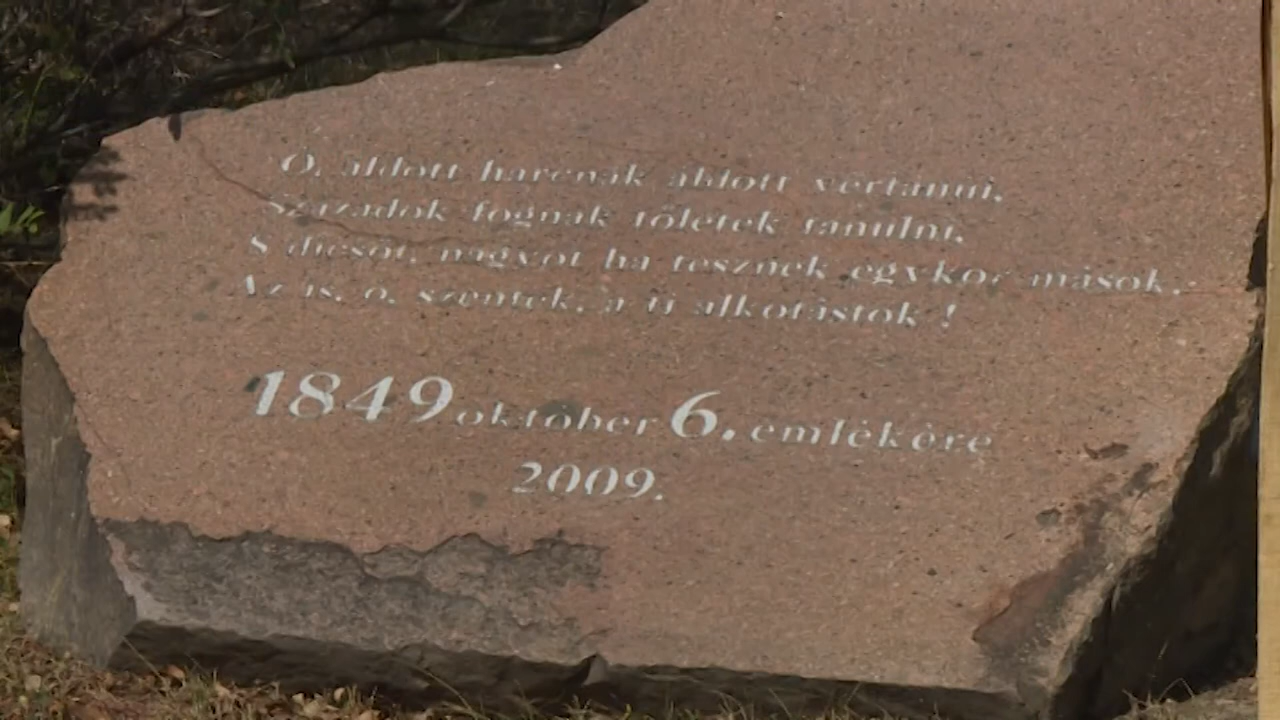 Ó, áldott harcnak áldott vértanúi,
Századok fognak tőletek tanulni,
S dicsőt, nagyot ha tesznek egykor mások,
Az is, ó, szentek, a ti alkotástok !
1849 október 6. emlékére
2009.